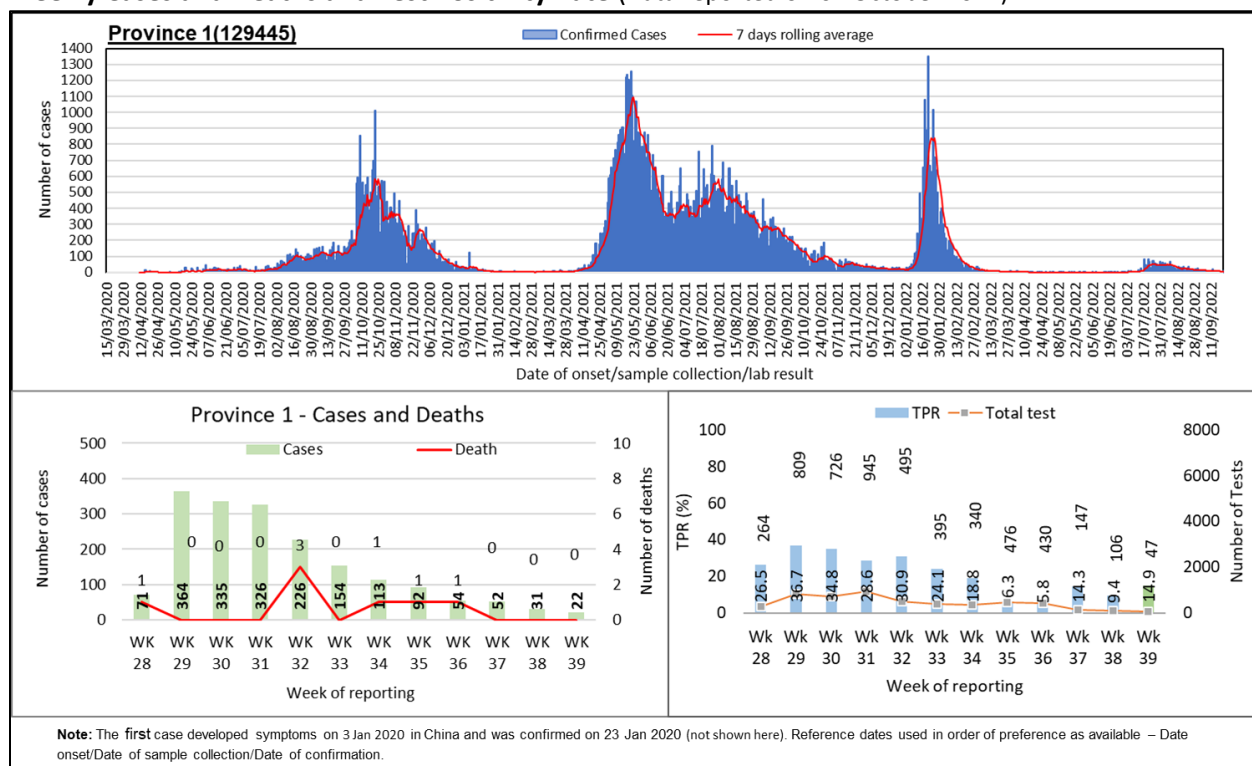 Province 1(129445)
Confirmed Cases 7 days rolling average
Number of cases
1400
1300
1200
1100
1000
900
800
700
600
500
400
300
200
100
0
15/03/2020 29/03/2020 12/04/2020 26/04/2020 10/05/2020 24/05/2020 07/06/2020 21/06/2020 05/07/2020 19/07/2020 02/08/2020 16/08/2020 30/08/2020 13/09/2020 27/09/2020 11/10/2020 25/10/2020 08/11/2020 22/11/2020 06/12/2020 20/12/2020 03/01/2021 17/01/2021 31/01/2021 14/02/2021 28/02/2021 14/03/2021 28/03/2021 11/04/2021 25/04/2021 09/05/2021 23/05/2021 06/06/2021 20/06/2021 04/07/2021 18/07/2021 01/08/2021 15/08/2021 29/08/2021 12/09/2021 26/09/2021 10/10/2021 24/10/2021 07/11/2021 21/11/2021 05/12/2021 19/12/2021 02/01/2022 16/01/2022 30/01/2022 13/02/2022 27/02/2022 13/03/2022 27/03/2022 10/04/2022 24/04/2022 08/05/2022 22/05/2022 05/06/2022 19/06/2022 03/07/2022 17/07/2022 31/07/2022 14/08/2022 28/08/2022 11/09/2022
Date of onset/sample collection/lab result
Province 1 - Cases and Deaths
Cases Death
Number of cases
500
400
300
200
100
0
10
8
6
4
2
0
Number of deaths
1 0 0 0 3 0 1 1 1 0 0 0
71 364 335 326 226 154 113 92 54 52 31 22
WK WK WK WK WK WK WK WK WK WK WK WK
28 29 30 31 32 33 34 35 36 37 38 39
Week of reporting
TPR Total test
TPR (%)
100
80
60
40
20
0
8000
6000
4000
2000
0
Number of Tests
264 809 726 945 495 395 340 476 430 147 106 47
26.5 36.7 34.8 28.6 30.9 24.1 18.8 6.3 5.8 14.3 9.4 14.9
Wk Wk Wk Wk Wk Wk Wk Wk Wk Wk Wk Wk
28 29 30 31 32 33 34 35 36 37 38 39
Week of reporting
Note: The first case developed symptoms on 3 Jan 2020 in China and was confirmed on 23 Jan 2020 (not shown here). Reference dates used in order of preference as available – Date
onset/Date of sample collection/Date of confirmation.